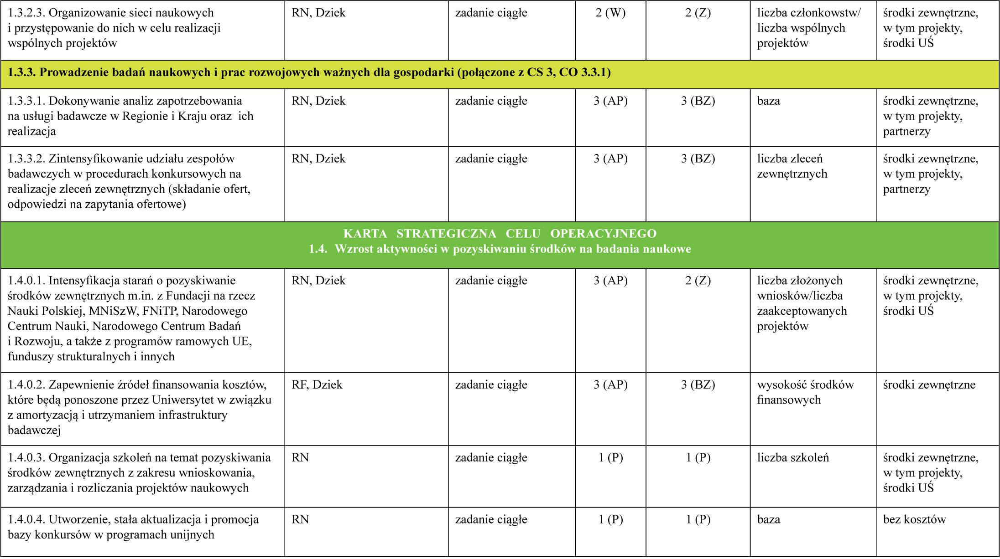 1.3.2.3. Organizowanie sieci naukowych
i przystępowanie do nich w celu realizacji
wspólnych projektów
RN, Dziek
zadanie ciągłe
2 (W)
2 (Z)
liczba członkowstw/
liczba wspólnych
projektów
środki zewnętrzne,
w tym projekty,
środki UŚ
1.3.3. Prowadzenie badań naukowych i prac rozwojowych ważnych dla gospodarki (połączone z CS 3, CO 3.3.1)
1.3.3.1. Dokonywanie analiz zapotrzebowania
na usługi badawcze w Regionie i Kraju oraz ich
realizacja
RN, Dziek
zadanie ciągłe
3 (AP)
3 (BZ)
baza
środki zewnętrzne,
w tym projekty,
partnerzy
1.3.3.2. Zintensyfikowanie udziału zespołów
badawczych w procedurach konkursowych na
realizacje zleceń zewnętrznych (składanie ofert,
odpowiedzi na zapytania ofertowe)
RN, Dziek
zadanie ciągłe
3 (AP)
3 (BZ)
liczba zleceń
zewnętrznych
środki zewnętrzne,
w tym projekty,
partnerzy
KARTA STRATEGICZNA CELU OPERACYJNEGO
1.4. Wzrost aktywności w pozyskiwaniu środków na badania naukowe
1.4.0.1. Intensyfikacja starań o pozyskiwanie
środków zewnętrznych m.in. z Fundacji na rzecz
Nauki Polskiej, MNiSzW, FNiTP, Narodowego
Centrum Nauki, Narodowego Centrum Badań
i Rozwoju, a także z programów ramowych UE,
funduszy strukturalnych i innych
RN, Dziek
zadanie ciągłe
3 (AP)
2 (Z)
liczba złożonych
wniosków/liczba
zaakceptowanych
projektów
środki zewnętrzne,
w tym projekty,
środki UŚ
1.4.0.2. Zapewnienie źródeł finansowania kosztów,
które będą ponoszone przez Uniwersytet w związku
z amortyzacją i utrzymaniem infrastruktury
badawczej
RF, Dziek
zadanie ciągłe
3 (AP)
3 (BZ)
wysokość środków
finansowych
środki zewnętrzne
1.4.0.3. Organizacja szkoleń na temat pozyskiwania
środków zewnętrznych z zakresu wnioskowania,
zarządzania i rozliczania projektów naukowych
RN
zadanie ciągłe
1 (P)
1 (P)
liczba szkoleń
środki zewnętrzne,
w tym projekty,
środki UŚ
1.4.0.4. Utworzenie, stała aktualizacja i promocja
bazy konkursów w programach unijnych
RN
zadanie ciągłe
1 (P)
1 (P)
baza
bez kosztów